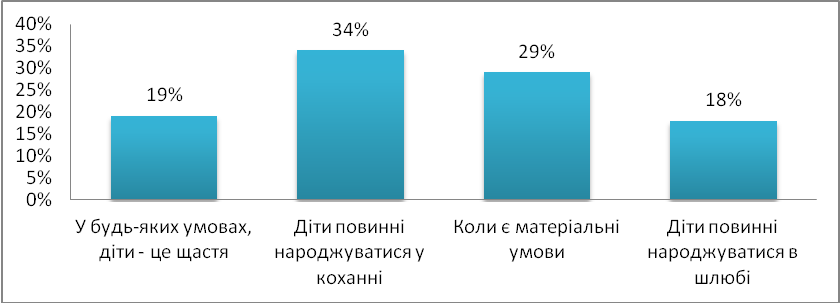 40%
35%
30%
25%
20%
15%
10%
5%
0%
19%
34%
29%
18%
У будь-яких умовах,
діти - це щастя
Діти повинні
народжуватися у
коханні
Коли є матеріальні
умови
Діти повинні
народжуватися в
шлюбі